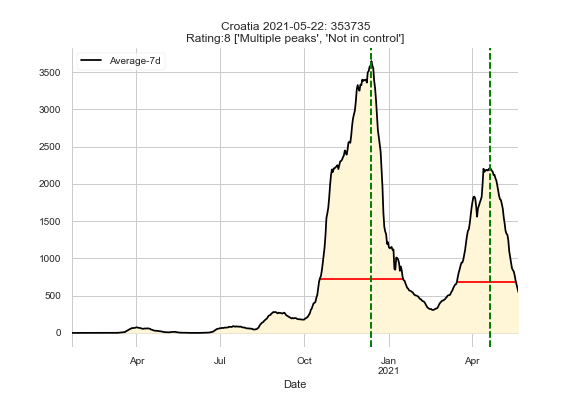 Croatia 2021-05-22: 353735
Rating:8 ['Multiple peaks', 'Not in control']
Average-7d
3500
3000
2500
2000
1500
1000
500
0
Apr
Jul
Oct
Jan
2021
Apr
Date